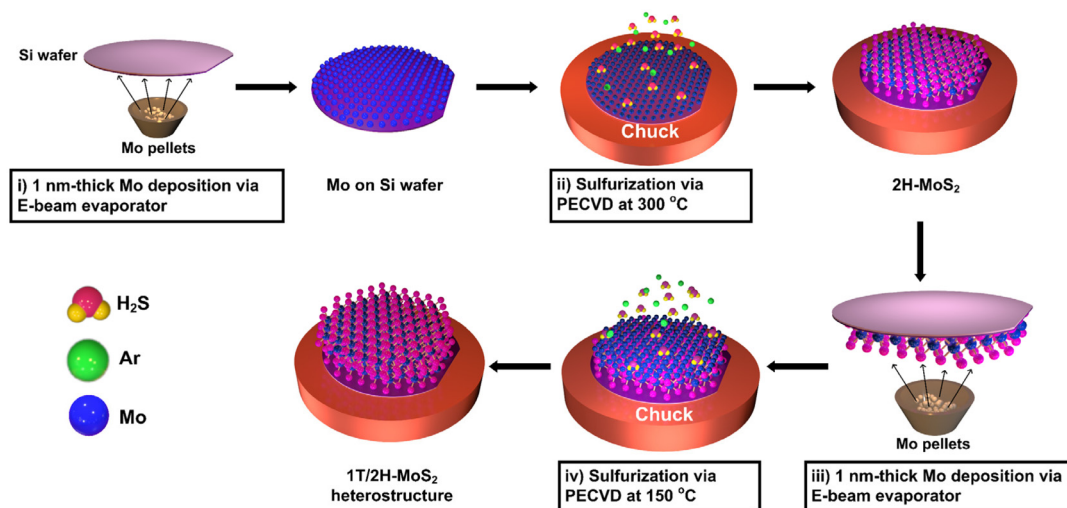 Si wafer
Mo pellets
i) 1 nm-thick Mo deposition via
E-beam evaporator
Mo on Si wafer
Chuck
ii) Sulfurization via
PECVD at 300 °C
2H-MoS₂
H₂S
Ar
Mo
1T/2H-MoS₂
heterostructure
Chuck
iv) Sulfurization via
PECVD at 150 °C
Mo pellets
iii) 1 nm-thick Mo deposition via
E-beam evaporator